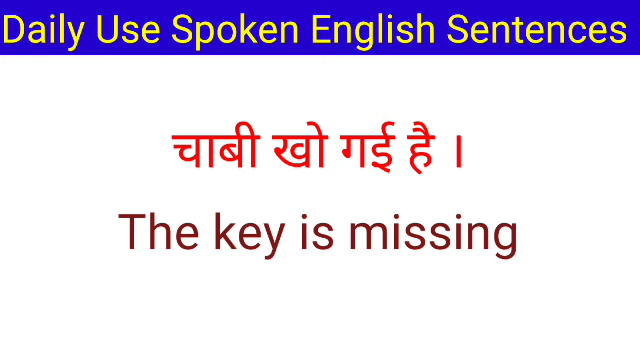 Daily Use Spoken English Sentences
चाबी खो गई है ।
The key is missing